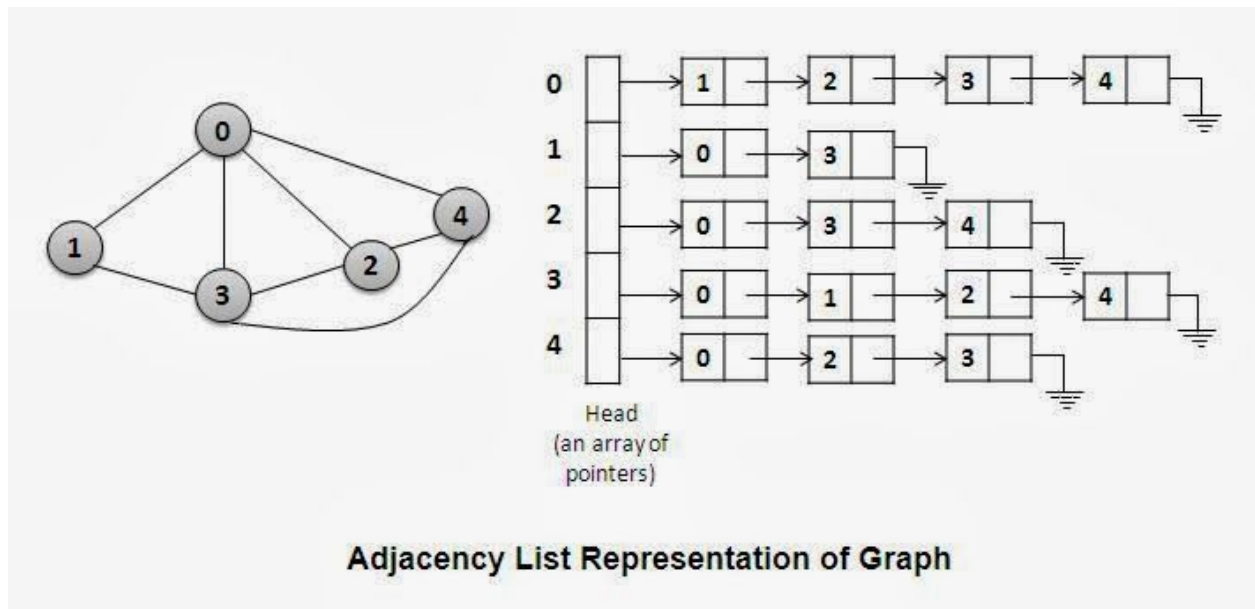 0
1
4
2
3
0 1 2 3 4
1 0 3
2 0 3 4
3 0 1 2 4
4 0 2 3
Head
(an array of
pointers)
Adjacency List Representation of Graph